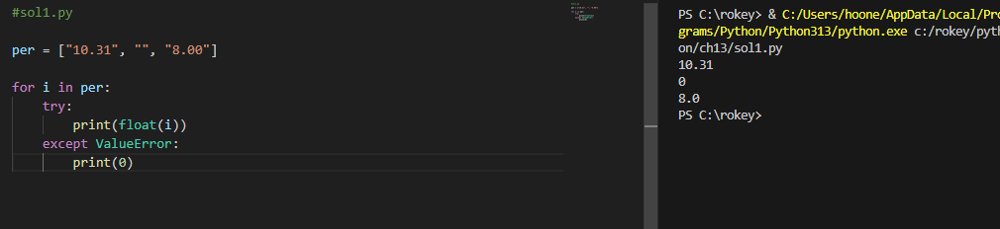 #sol1.py
per = ["10.31", "", "8.00"]
for i in per:
    try:
        print(float(i))
    except ValueError:
        print(0)
PS C:\rokey> & C:/Users/hoone/AppData/Local/Pro
grams/Python/Python313/python.exe c:/rokey/pyth
on/ch13/sol1.py
10.31
0
8.0
PS C:\rokey>